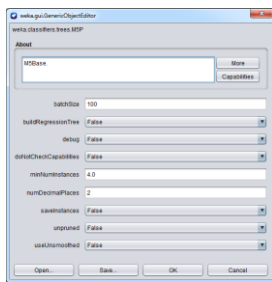 weka.gui.GenericObjectEditor
weka.classifiers.trees.M5P
About
M5Base.
More
Capabilities
batchSize 100
buildRegressionTree False
debug False
doNotCheckCapabilities False
minNumInstances 4.0
numDecimalPlaces 2
saveInstances False
unpruned False
useUnsmoothed False
Open... Save... OK Cancel